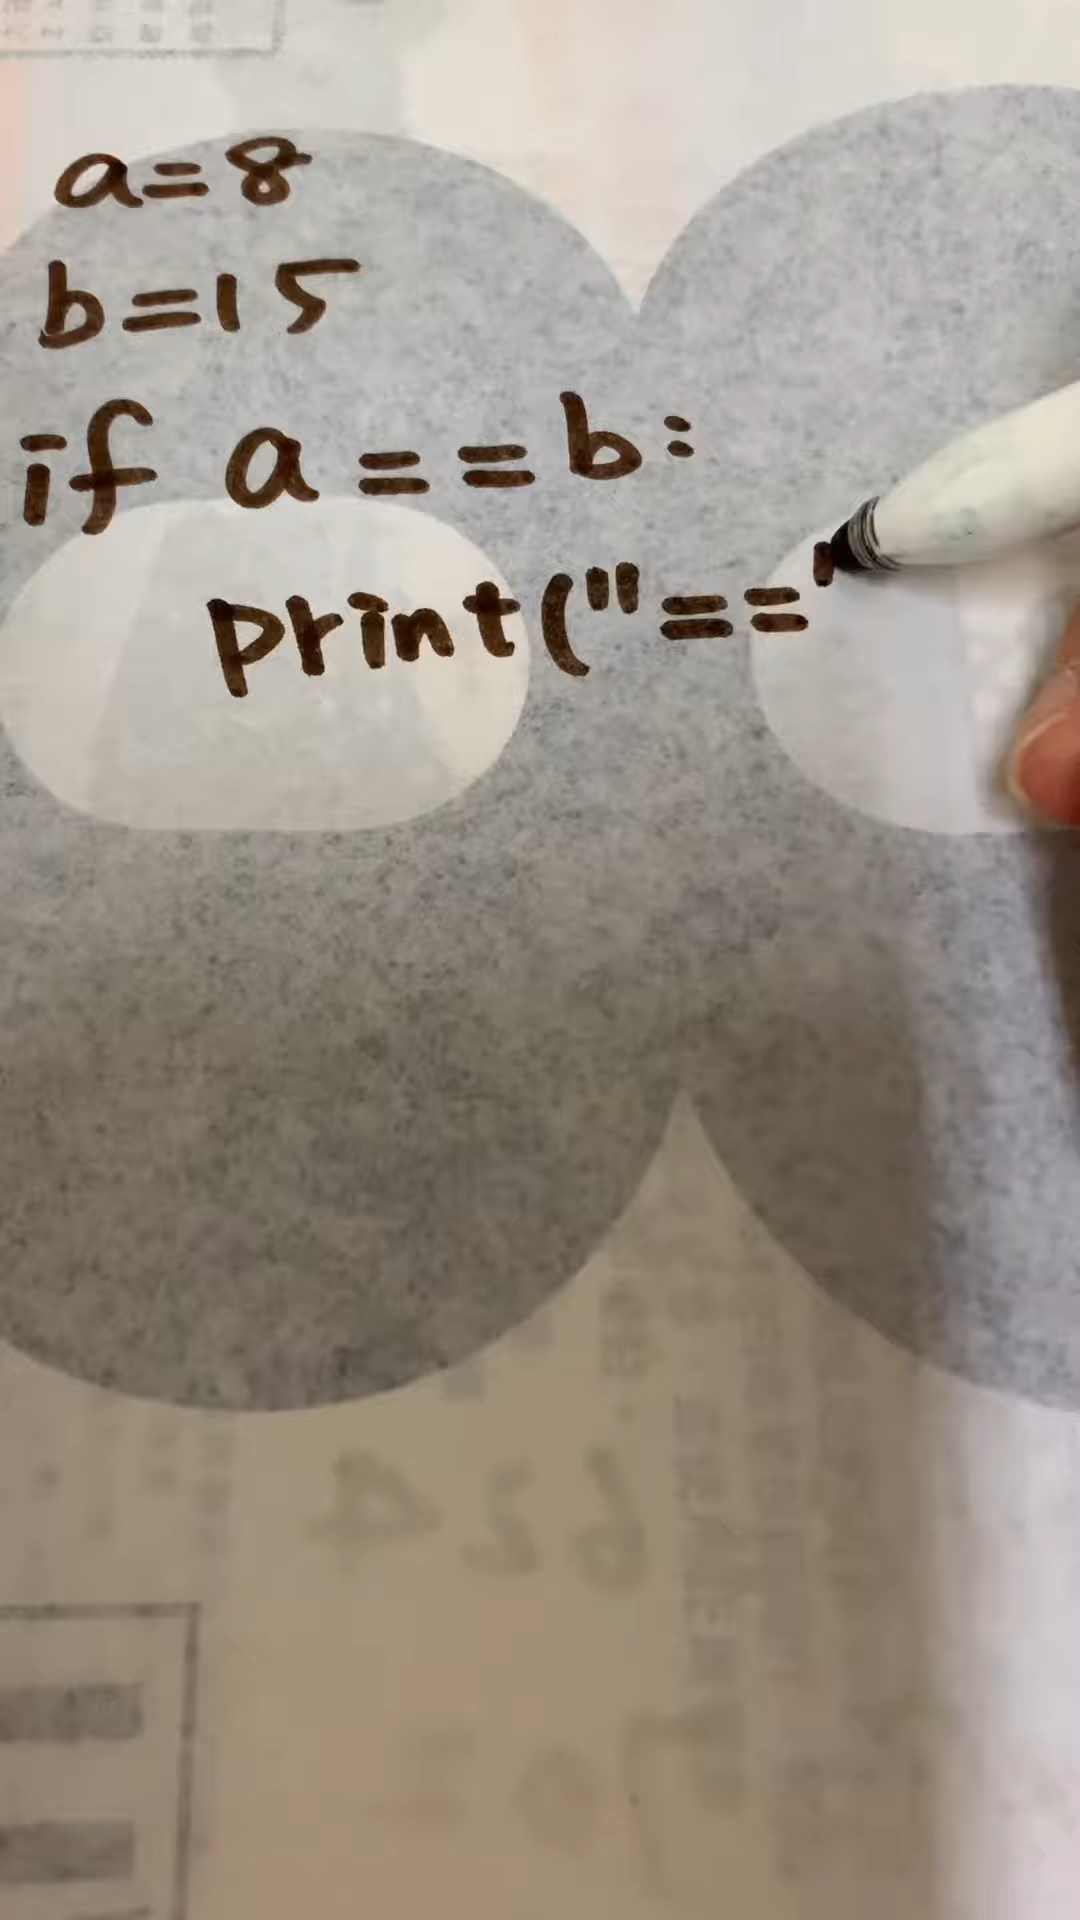 a=8
b=15
if a==b:
print("=='